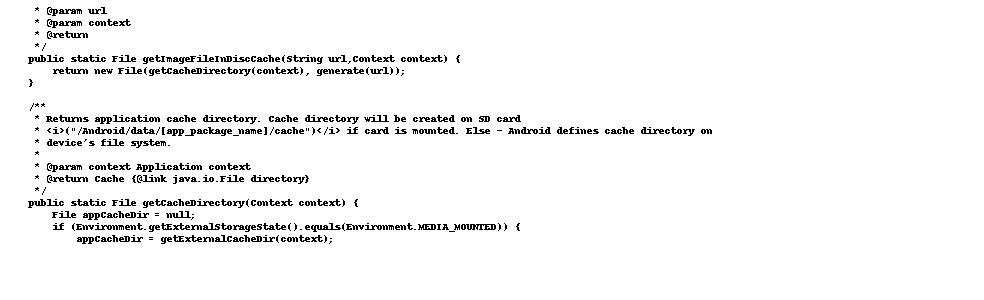 * @param url
* @param context
* @return
*/
public static File getImageFileInDiscCache(String url,Context context) {
return new File(getCacheDirectory(context), generate(url));
}
/**
* Returns application cache directory. Cache directory will be created on SD card
* <i>("/Android/data/[app_package_name]/cache")</i> if card is mounted. Else - Android defines cache directory on
* device's file system.
*
* @param context Application context
* @return Cache {@link java.io.File directory}
*/
public static File getCacheDirectory(Context context) {
File appCacheDir = null;
if (Environment.getExternalStorageState().equals(Environment.MEDIA_MOUNTED)) {
appCacheDir = getExternalCacheDir(context);